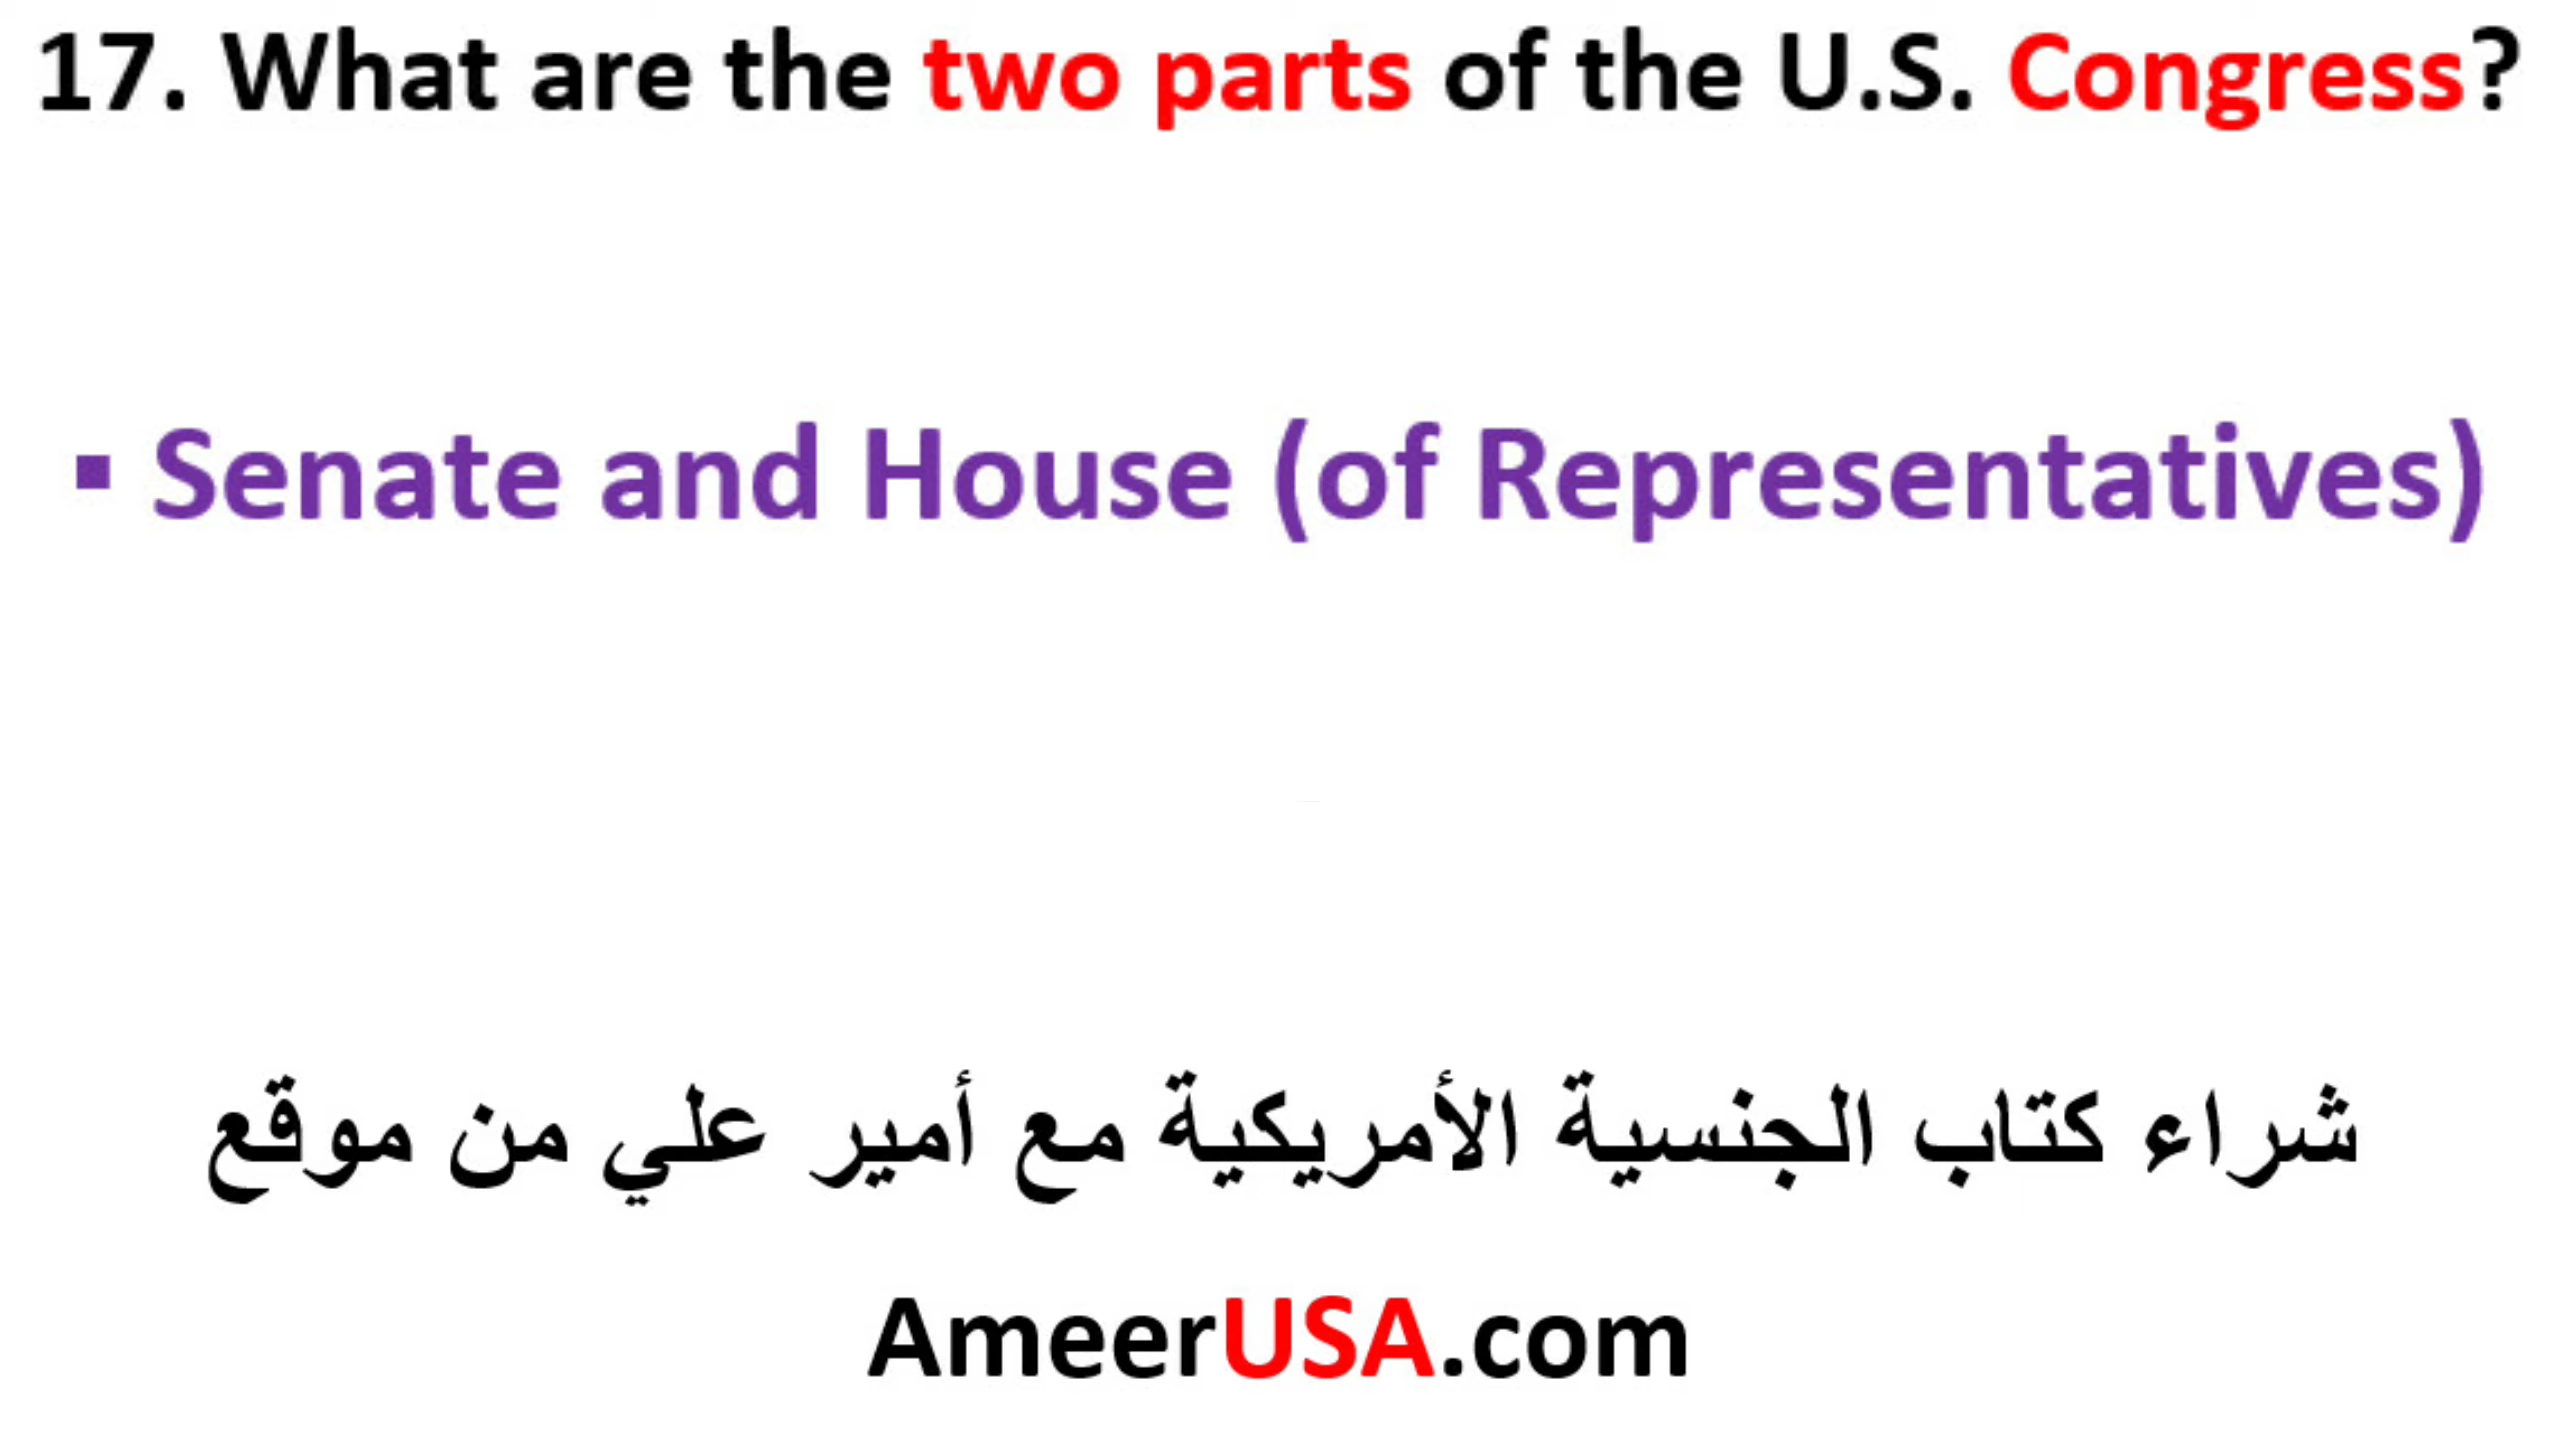 17. What are the two parts of the U.S. Congress?
▪ Senate and House (of Representatives)
شراء كتاب الجنسية الأمريكية مع أمير علي من موقع
AmeerUSA.com